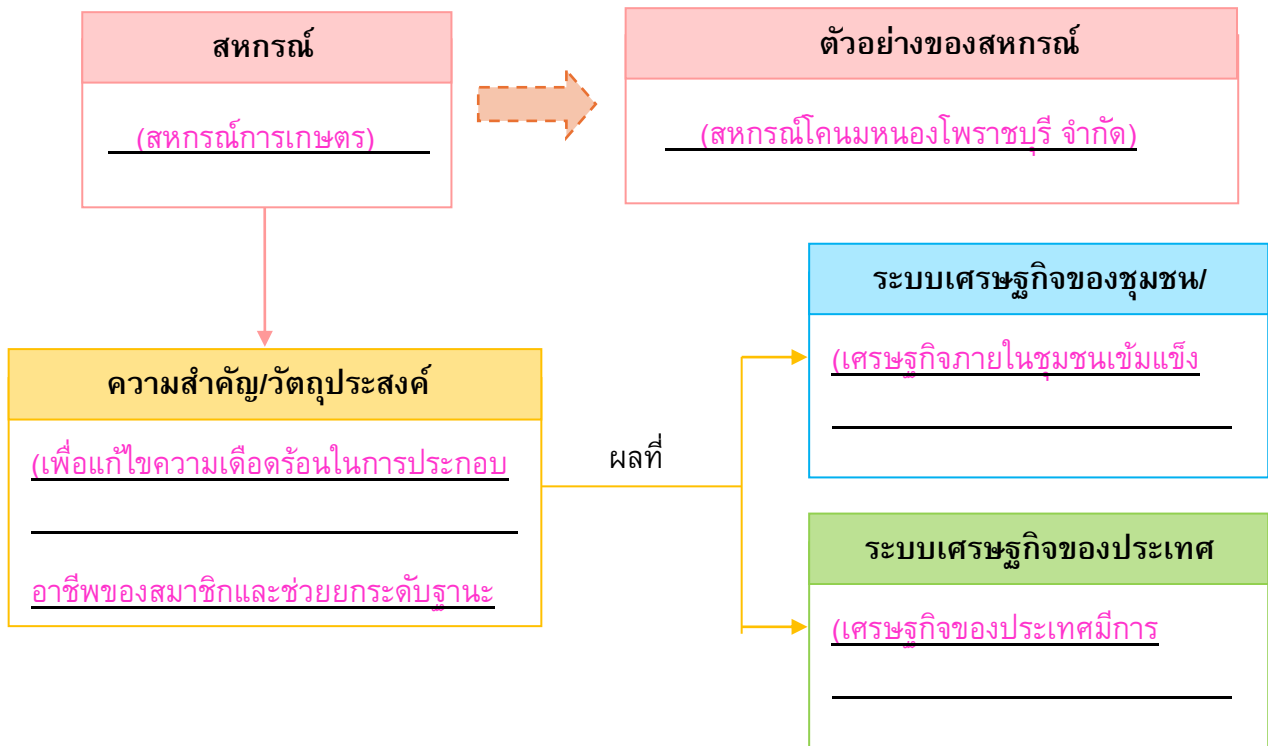 สหกรณ์
(สหกรณ์การเกษตร)
ตัวอย่างของสหกรณ์
(สหกรณ์โคนมหนองโพราชบุรี จำกัด)
ความสำคัญ/วัตถุประสงค์
(เพื่อแก้ไขความเดือดร้อนในการประกอบ
อาชีพของสมาชิกและช่วยยกระดับฐานะ
ผลที่
ระบบเศรษฐกิจของชุมชน/
(เศรษฐกิจภายในชุมชนเข้มแข็ง
ระบบเศรษฐกิจของประเทศ
(เศรษฐกิจของประเทศมีการ